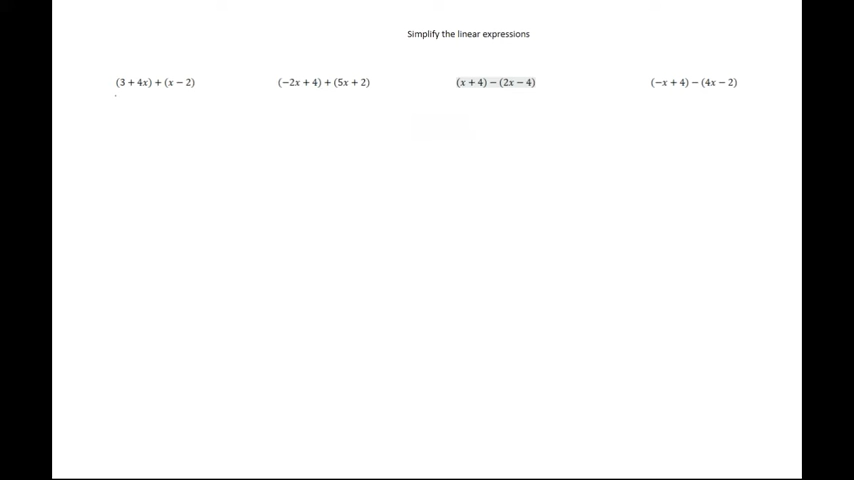 Simplify the linear expressions
(3 + 4x) + (x − 2) (−2x + 4) + (5x + 2) (x + 4) − (2x − 4) (−x + 4) − (4x − 2)